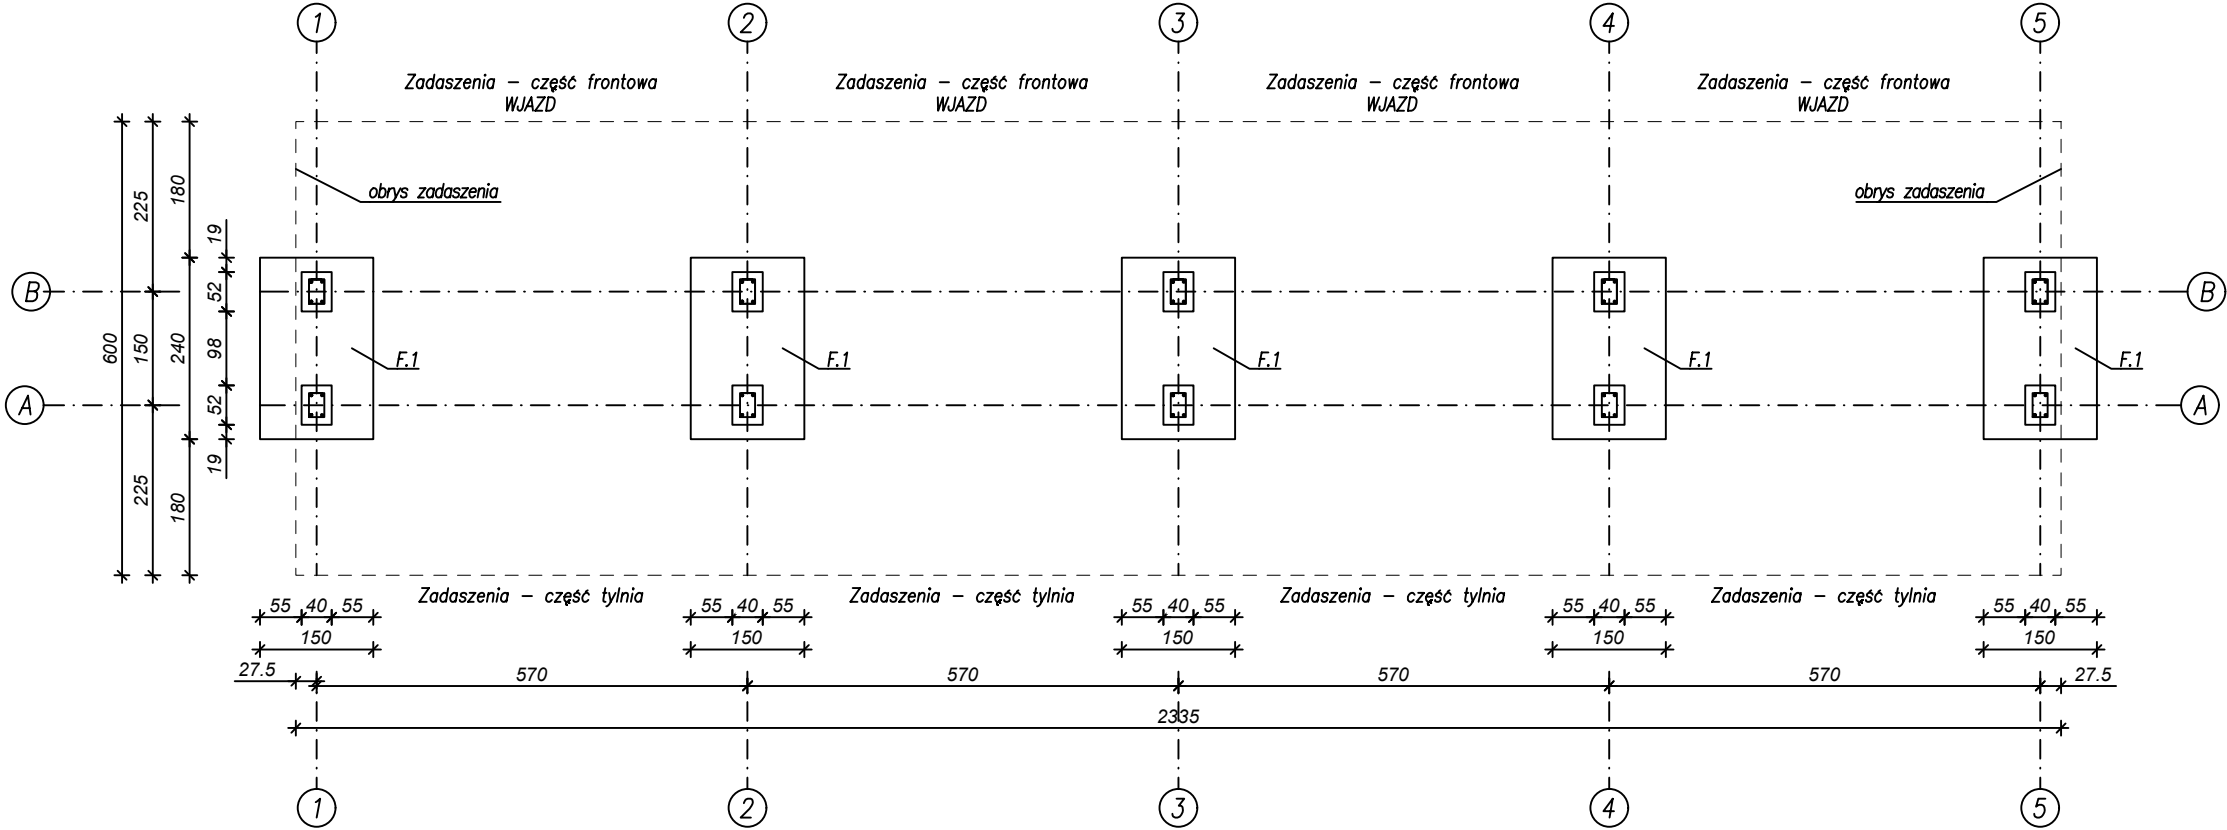 1 2 3 4 5
Zadaszenia – część frontowa
WJAZD
Zadaszenia – część frontowa
WJAZD
Zadaszenia – część frontowa
WJAZD
Zadaszenia – część frontowa
WJAZD
obrys zadaszenia
obrys zadaszenia
600
225
150
225
180
240
180
19
52
98
52
19
B
B
A
A
F.1
F.1
F.1
F.1
F.1
Zadaszenia – część tylnia
Zadaszenia – część tylnia
Zadaszenia – część tylnia
Zadaszenia – część tylnia
55 40 55
55 40 55
55 40 55
55 40 55
55 40 55
150
150
150
150
150
27.5 570 570 570 570 27.5
2335
1 2 3 4 5